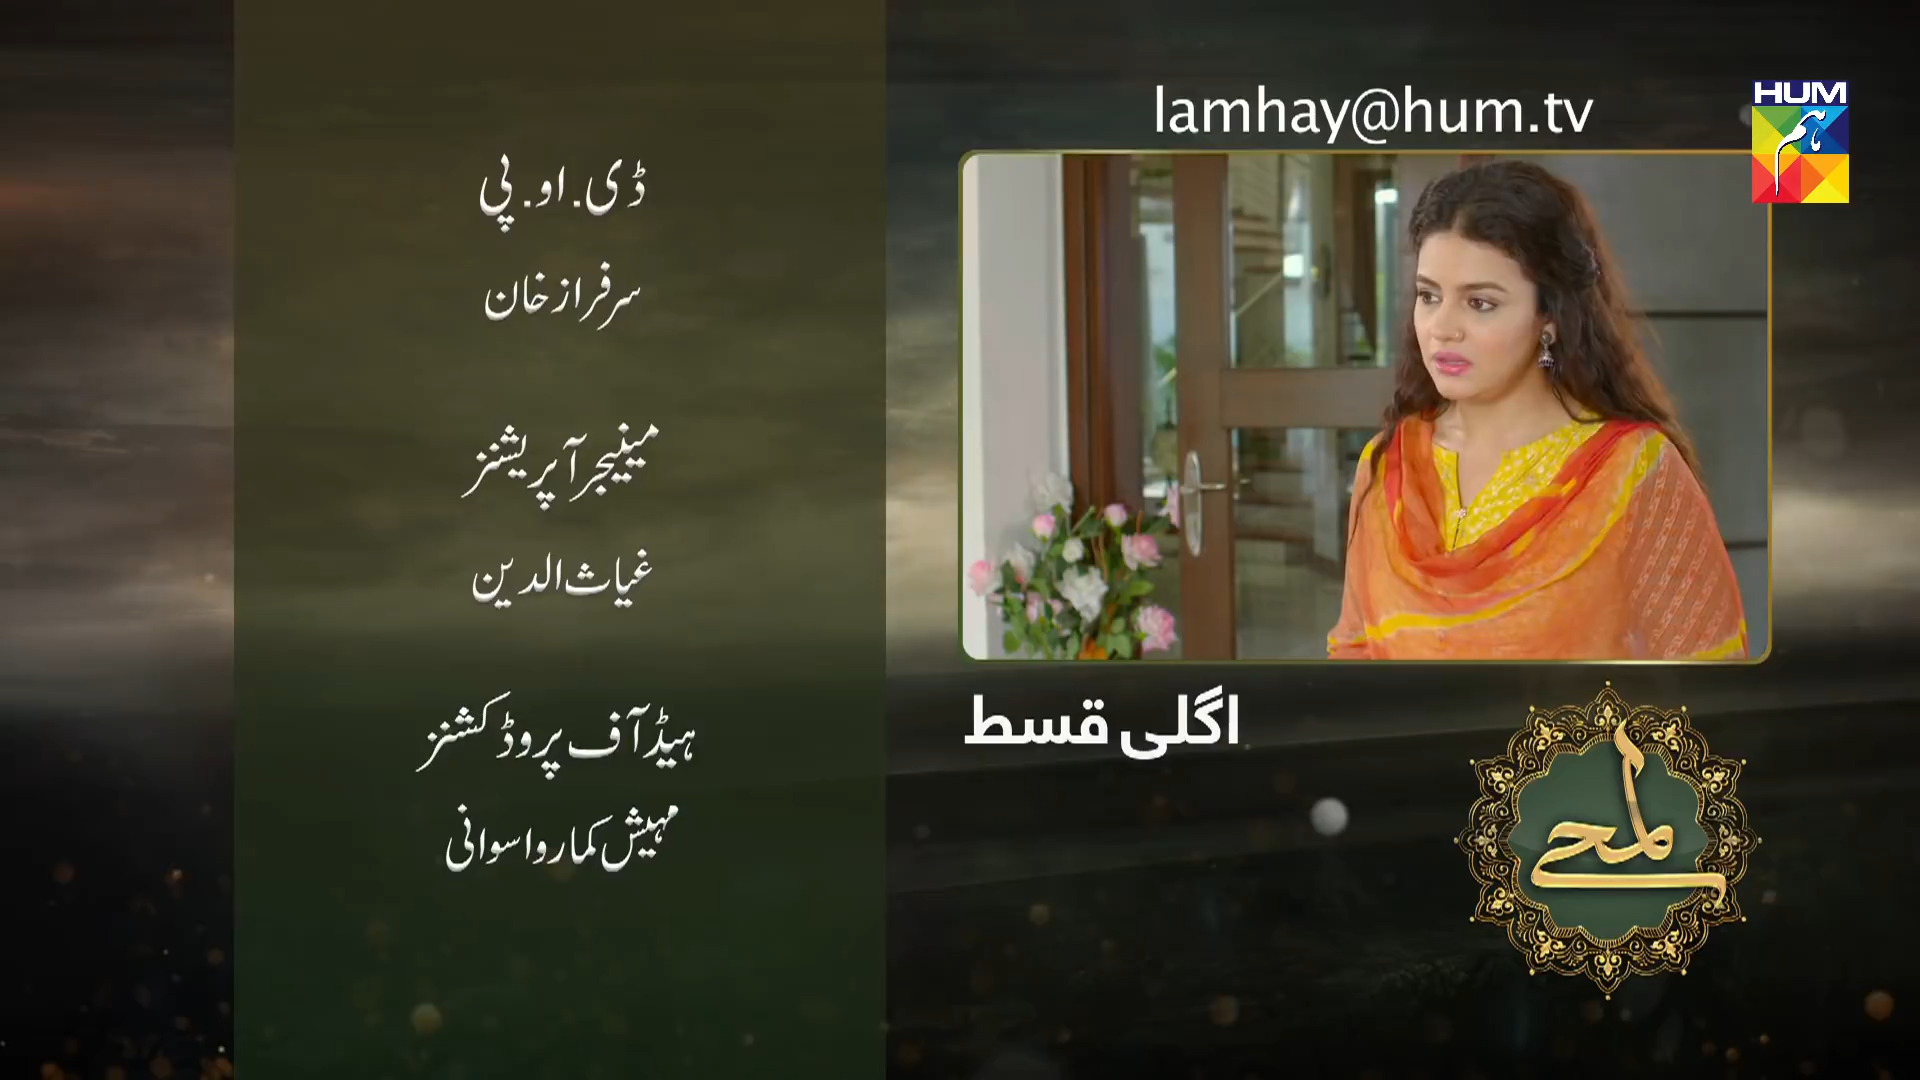 ڈی.او.پی
سرفراز خان
مینیجر آپریشنز
غیاث الدین
ہیڈ آف پروڈکشنز
مہیش کمار واسوانی
lamhay@hum.tv
HUM
ہم
اگلی قسط
لمحے